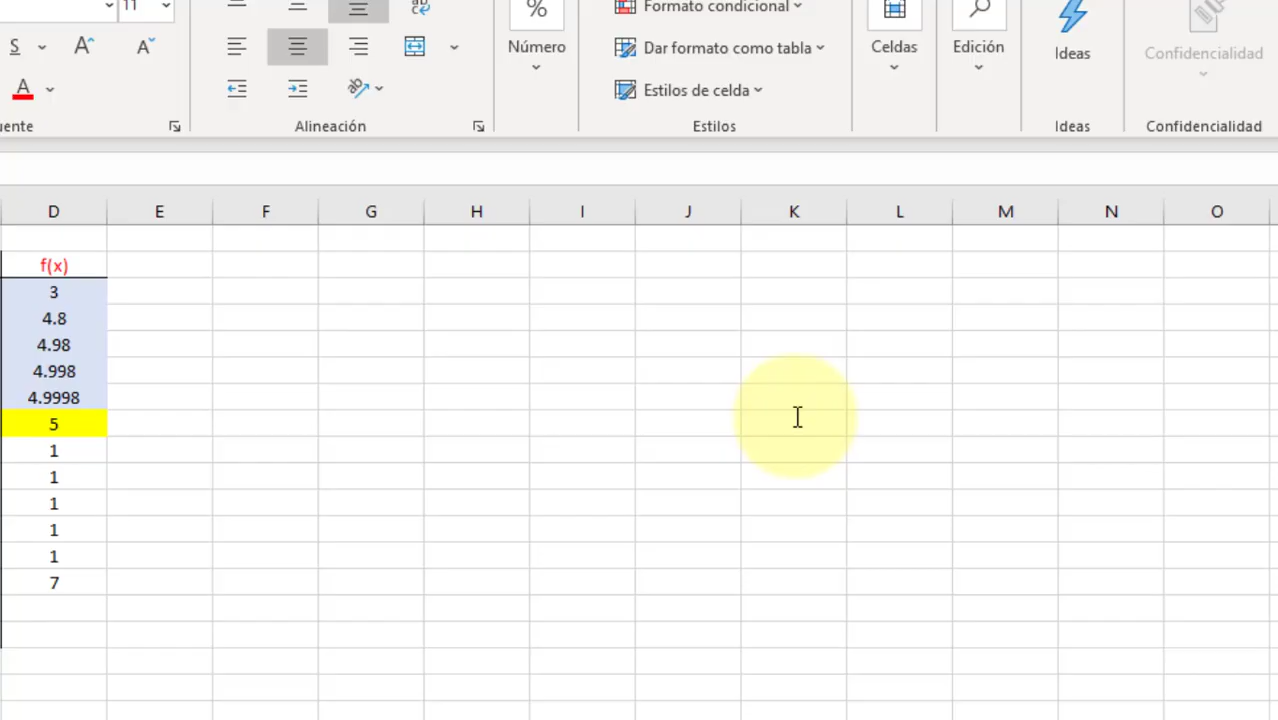 11
%
Formato condicional
S A A
Número
Dar formato como tabla
Celdas
Edición
Ideas
Confidencialidad
A
Estilos de celda
uente
Alineación
Estilos
Ideas
Confidencialidad
D E F G H I J K L M N O
f(x)
3
4.8
4.98
4.998
4.9998
5
1
1
1
1
1
7